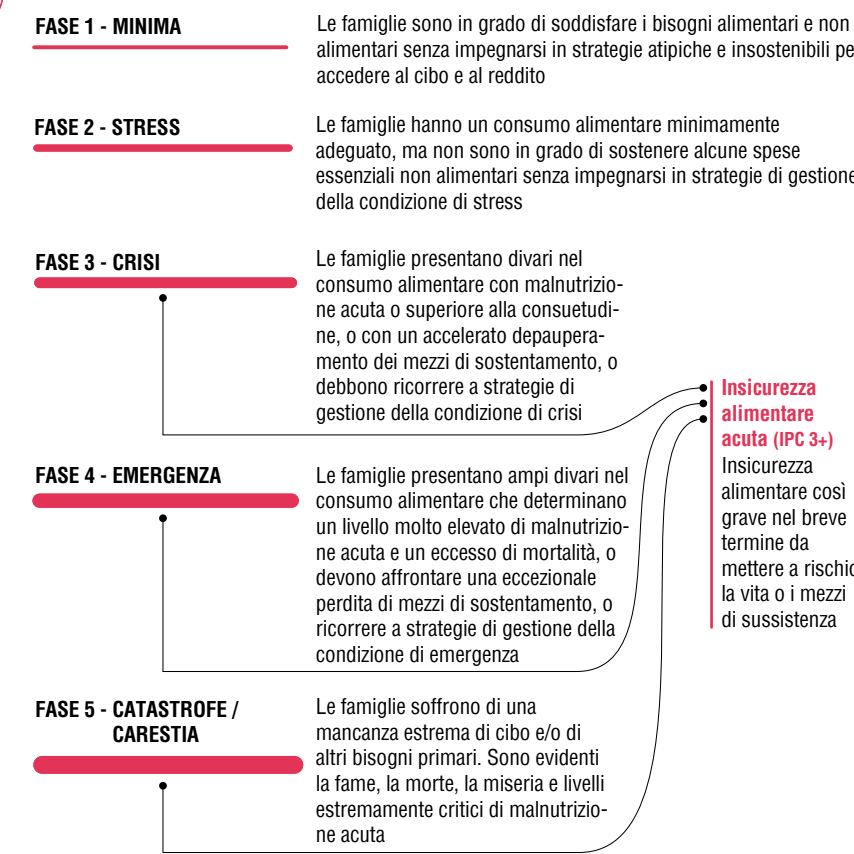 FASE 1 - MINIMA
Le famiglie sono in grado di soddisfare i bisogni alimentari e non
alimentari senza impegnarsi in strategie atipiche e insostenibili pe
accedere al cibo e al reddito
FASE 2 - STRESS
Le famiglie hanno un consumo alimentare minimamente
adeguato, ma non sono in grado di sostenere alcune spese
essenziali non alimentari senza impegnarsi in strategie di gestione
della condizione di stress
FASE 3 - CRISI
Le famiglie presentano divari nel
consumo alimentare con malnutrizio-
ne acuta o superiore alla consuetudi-
ne, o con un accelerato depaupera-
mento dei mezzi di sostentamento, o
debbono ricorrere a strategie di
gestione della condizione di crisi
FASE 4 - EMERGENZA
Le famiglie presentano ampi divari nel
consumo alimentare che determinano
un livello molto elevato di malnutrizio-
ne acuta e un eccesso di mortalità, o
devono affrontare una eccezionale
perdita di mezzi di sostentamento, o
ricorrere a strategie di gestione della
condizione di emergenza
FASE 5 - CATASTROFE /
CARESTIA
Le famiglie soffrono di una
mancanza estrema di cibo e/o di
altri bisogni primari. Sono evidenti
la fame, la morte, la miseria e livelli
estremamente critici di malnutrizio-
ne acuta
Insicurezza
alimentare
acuta (IPC 3+)
Insicurezza
alimentare così
grave nel breve
termine da
mettere a rischio
la vita o i mezzi
di sussistenza